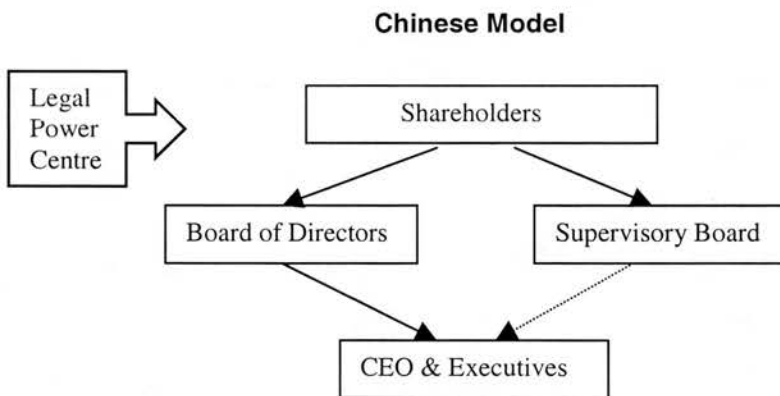 Chinese Model
Legal
Power
Centre
Shareholders
Board of Directors
Supervisory Board
CEO & Executives